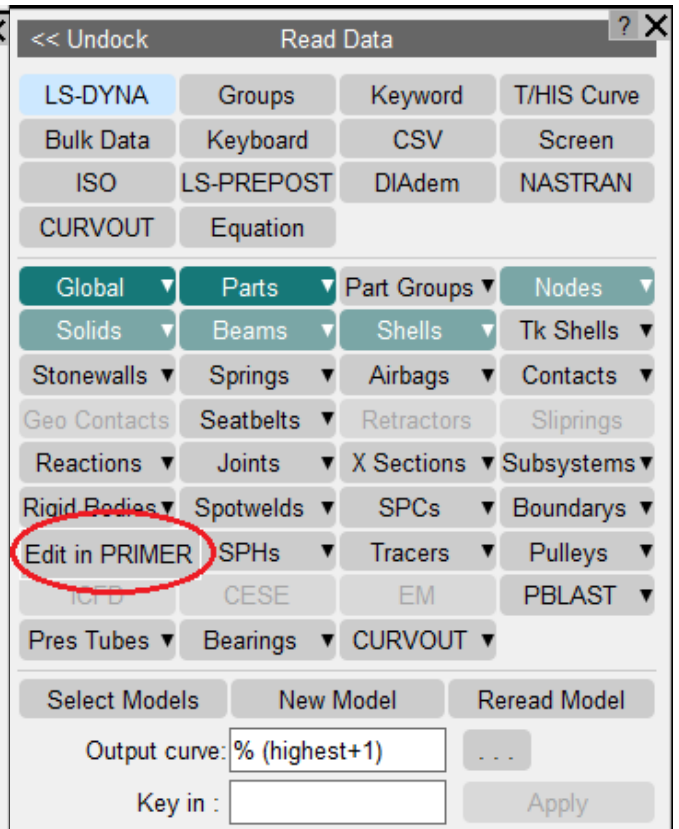 << Undock Read Data ? X
LS-DYNA Groups Keyword T/HIS Curve
Bulk Data Keyboard CSV Screen
ISO LS-PREPOST DIAdem NASTRAN
CURVOUT Equation
Global Parts Part Groups Nodes
Solids Beams Shells Tk Shells
Stonewalls Springs Airbags Contacts
Geo Contacts Seatbelts Retractors Sliprings
Reactions Joints X Sections Subsystems
Rigid Bodies Spotwelds SPCs Boundarys
Edit in PRIMER SPHs Tracers Pulleys
ICFD CESE EM PBLAST
Pres Tubes Bearings CURVOUT
Select Models New Model Reread Model
Output curve: % (highest+1) . . .
Key in : Apply